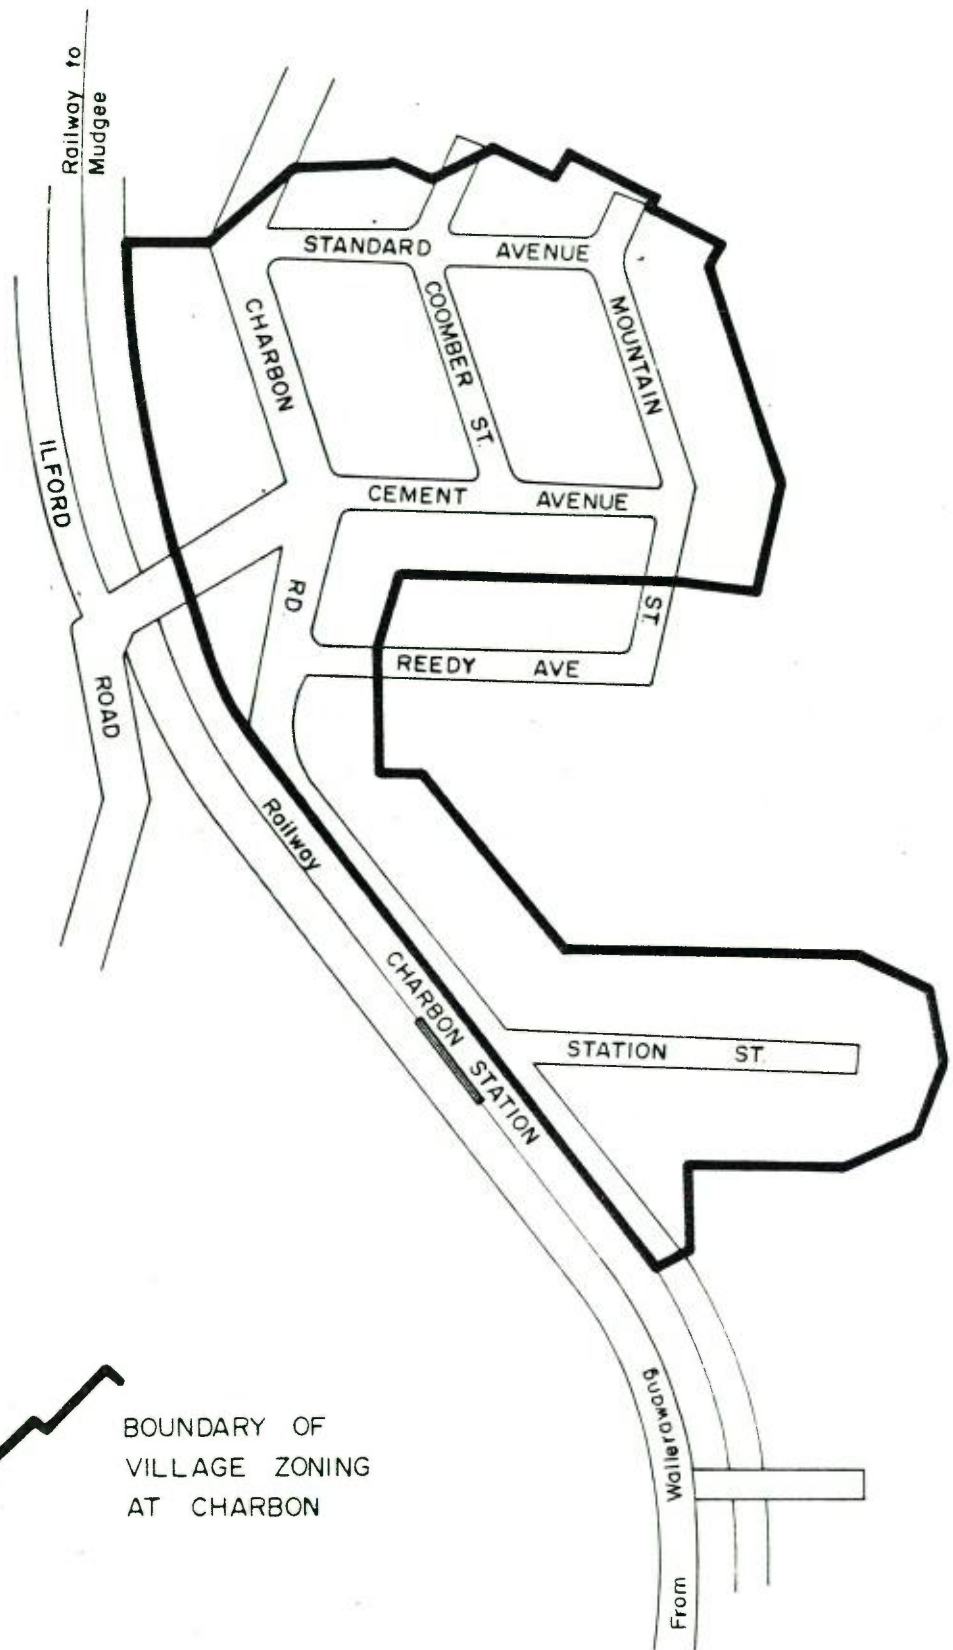 Railway to
Mudgee
STANDARD AVENUE
CHARBON RD.
COOMBER ST.
MOUNTAIN ST.
ILFORD ROAD
CEMENT AVENUE
REEDY AVE
Railway
CHARBON STATION
STATION ST.
From Wallerawang
BOUNDARY OF
VILLAGE ZONING
AT CHARBON